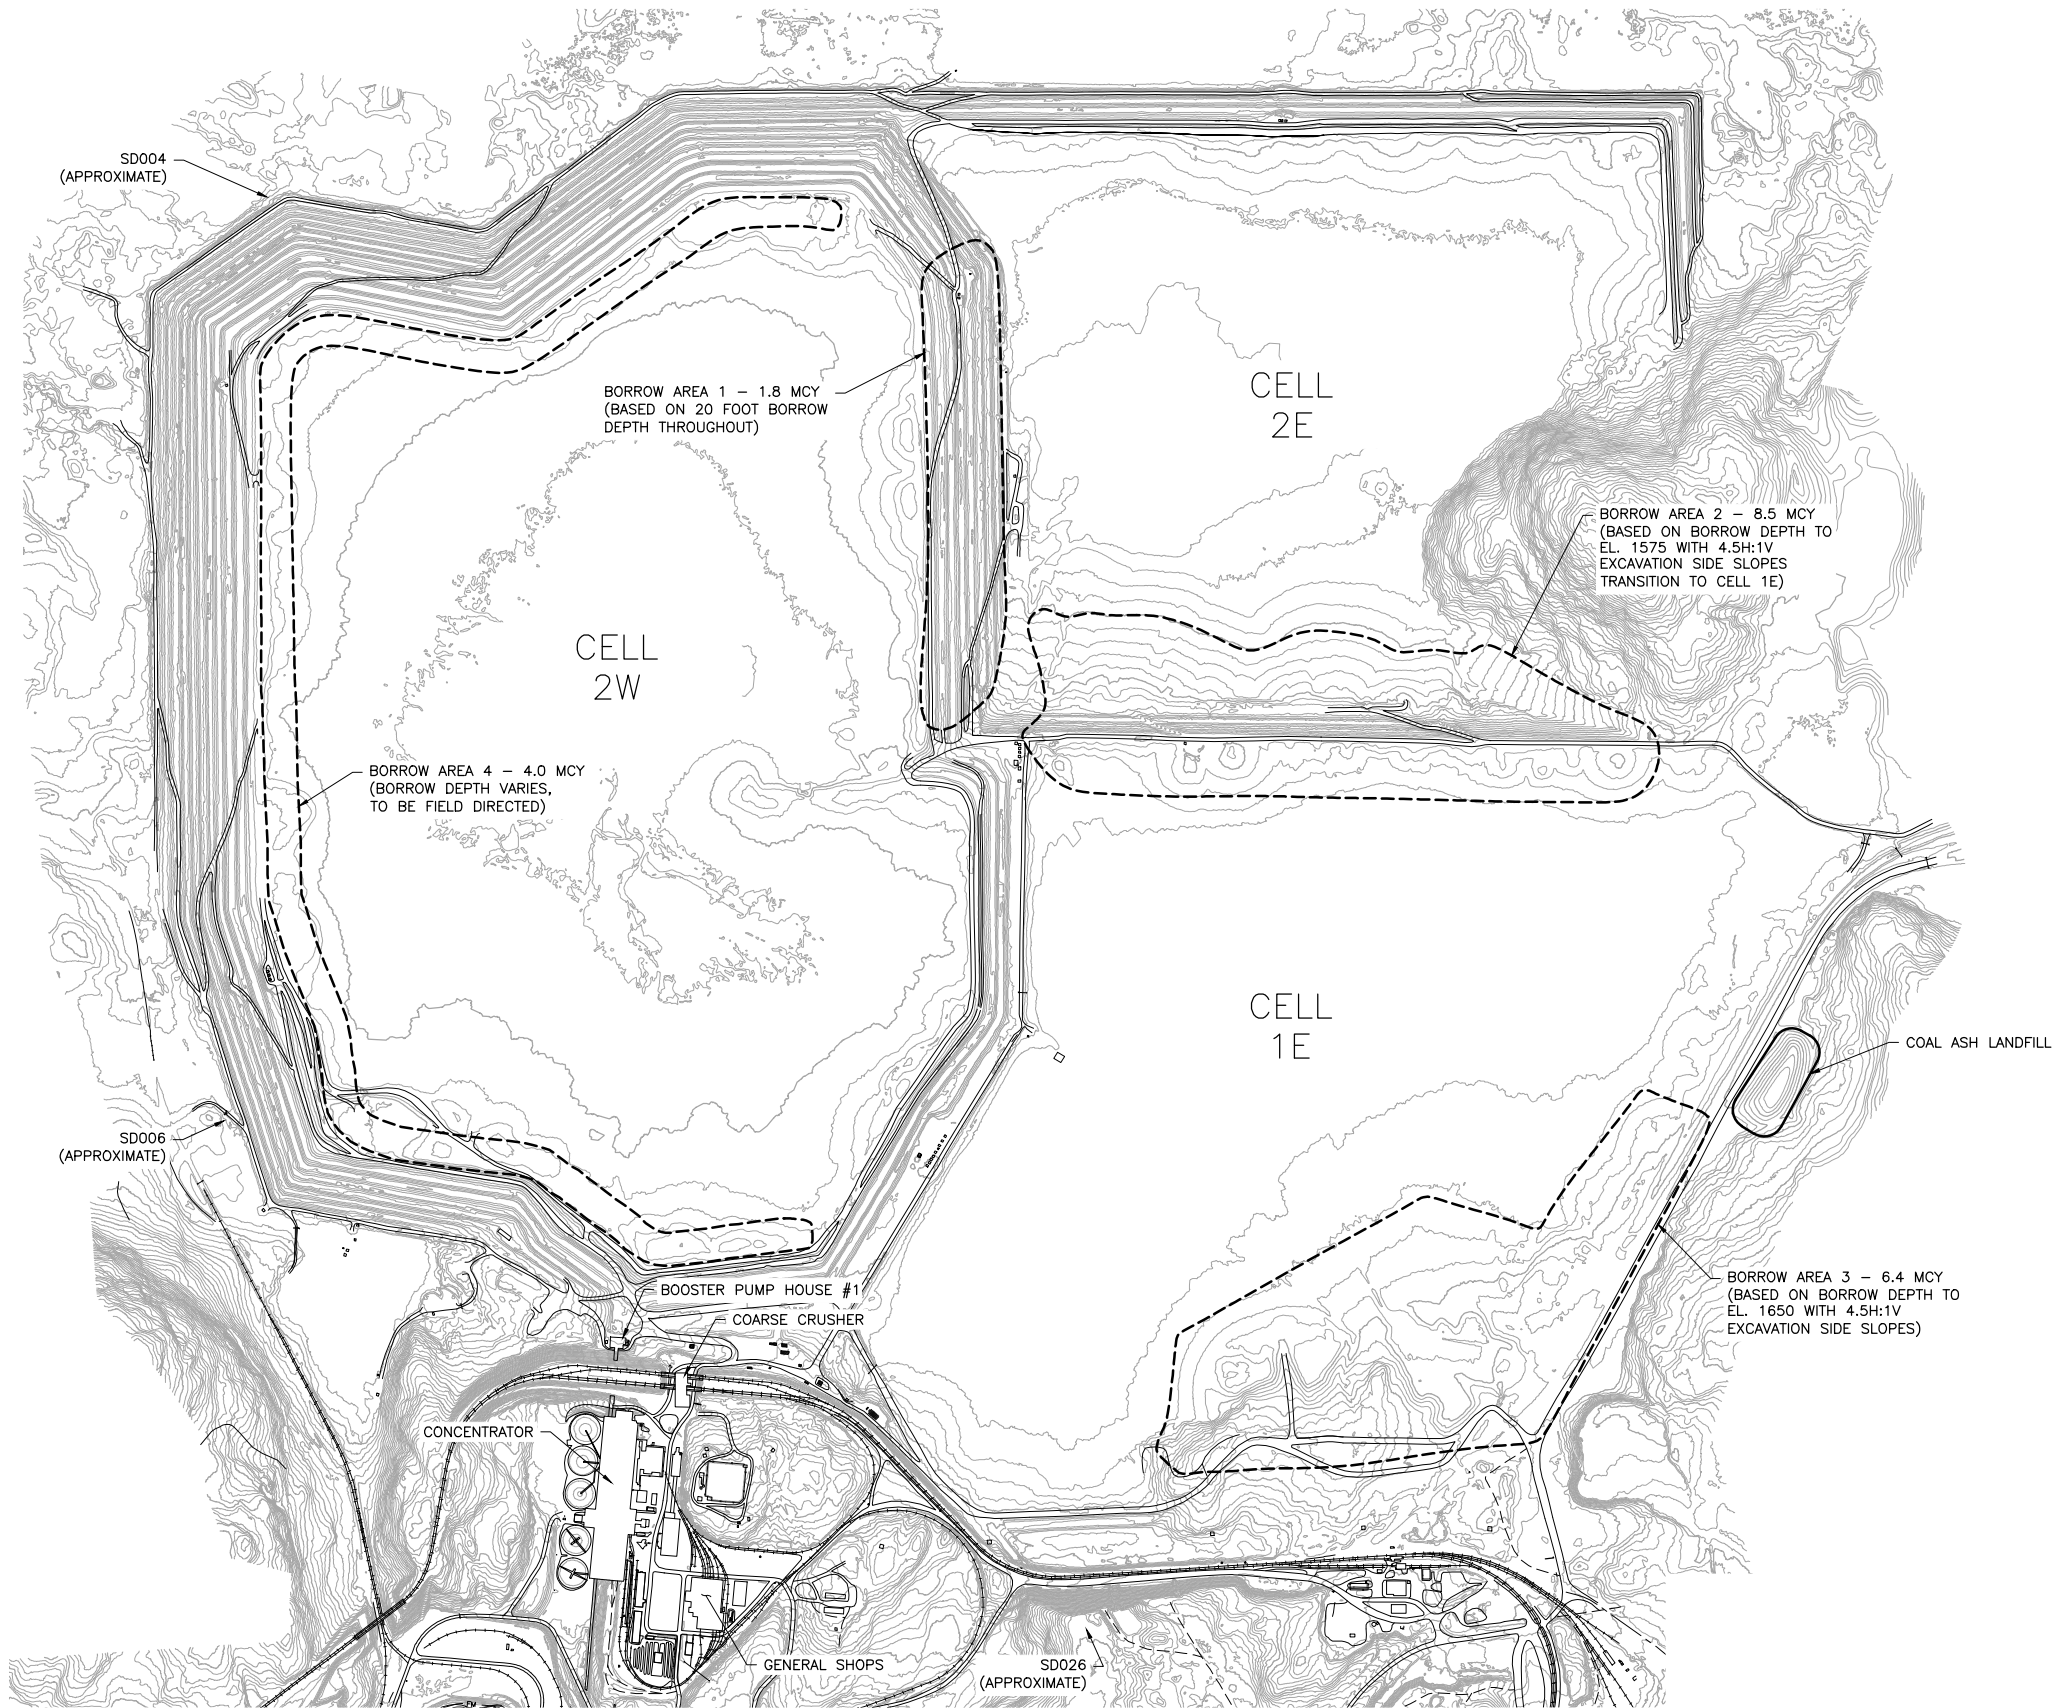 SD004
(APPROXIMATE)
BORROW AREA 1 – 1.8 MCY
(BASED ON 20 FOOT BORROW
DEPTH THROUGHOUT)
CELL
2E
BORROW AREA 2 – 8.5 MCY
(BASED ON BORROW DEPTH TO
EL. 1575 WITH 4.5H:1V
EXCAVATION SIDE SLOPES
TRANSITION TO CELL 1E)
CELL
2W
BORROW AREA 4 – 4.0 MCY
(BORROW DEPTH VARIES,
TO BE FIELD DIRECTED)
CELL
1E
COAL ASH LANDFILL
SD006
(APPROXIMATE)
BORROW AREA 3 – 6.4 MCY
(BASED ON BORROW DEPTH TO
EL. 1650 WITH 4.5H:1V
EXCAVATION SIDE SLOPES)
BOOSTER PUMP HOUSE #1
COARSE CRUSHER
CONCENTRATOR
GENERAL SHOPS
SD026
(APPROXIMATE)
FM